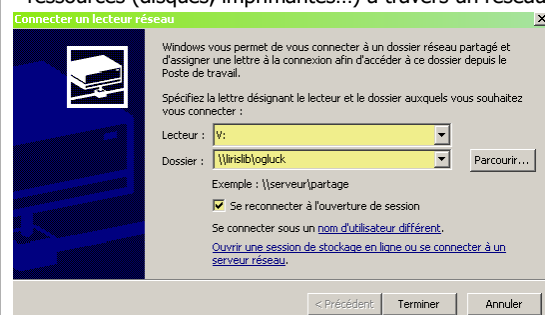 ressources (disques, imprimantes...) à travers un réseau
Connecter un lecteur réseau
Windows vous permet de vous connecter à un dossier réseau partagé et
d'assigner une lettre à la connexion afin d'accéder à ce dossier depuis le
Poste de travail.
Spécifiez la lettre désignant le lecteur et le dossier auxquels vous souhaitez
vous connecter :
Lecteur : V:
Dossier : \\lirislib\ogluck Parcourir...
Exemple : \\serveur\partage
Se reconnecter à l'ouverture de session
Se connecter sous un nom d'utilisateur différent.
Ouvrir une session de stockage en ligne ou se connecter à un
serveur réseau.
< Précédent Terminer Annuler